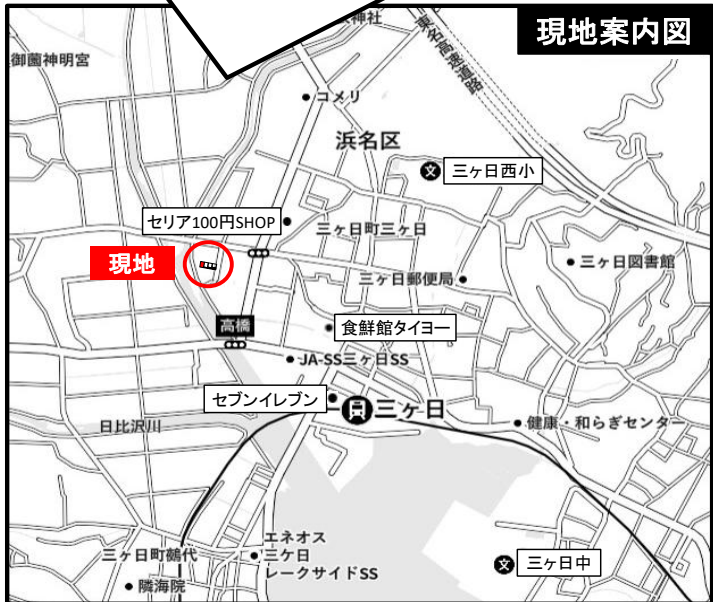 現地案内図
神社
御薗神明宮
東名高速道路
コメリ
浜名区
文
三ヶ日西小
セリア100円SHOP
三ヶ日町三ヶ日
現地
三ヶ日図書館
三ヶ日郵便局
高橋
食鮮館タイヨー
JA-SS三ヶ日SS
セブンイレブン
三ヶ日
日比沢川
健康・和らぎセンター
エネオス
三ケ日
レークサイドSS
三ヶ日町鵺代
文
三ヶ日中
隣海院